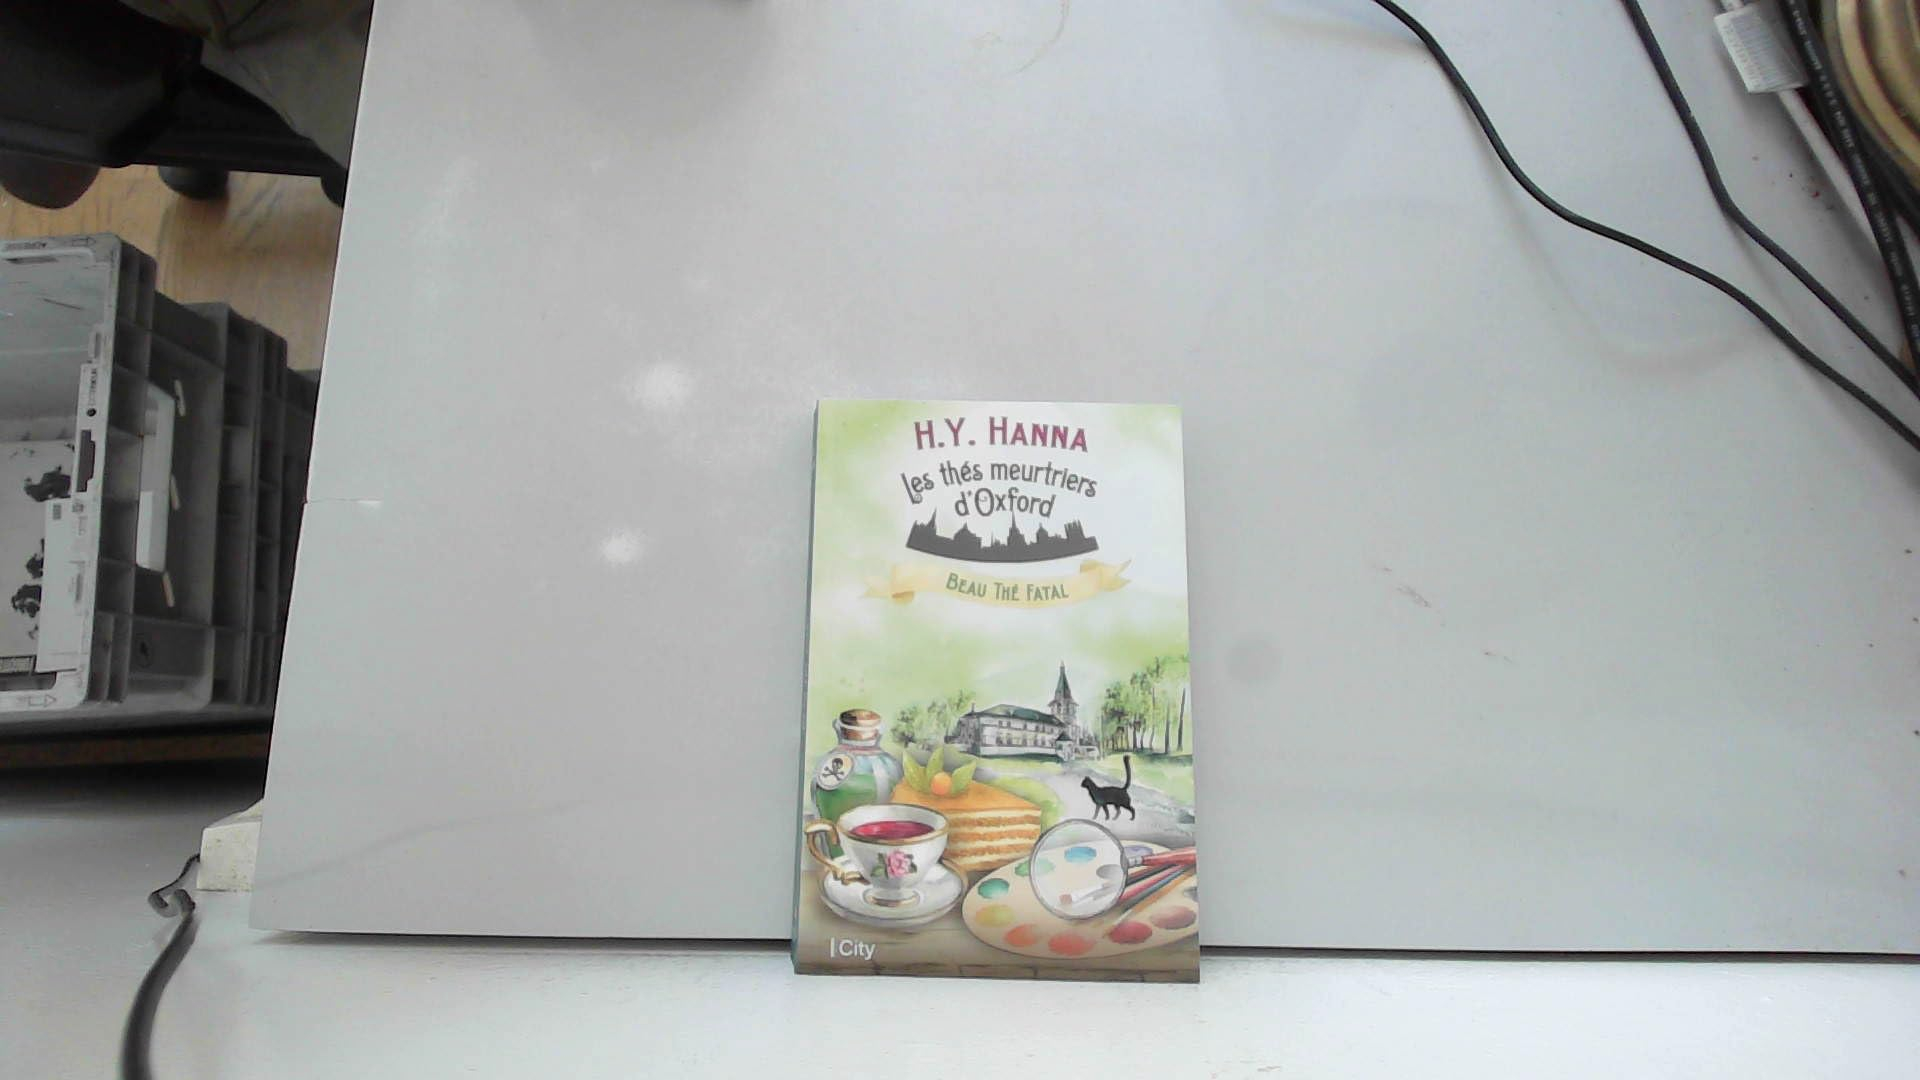 H.Y. HANNA
les thés meurtriers
d'Oxford
BEAU THÉ FATAL
City